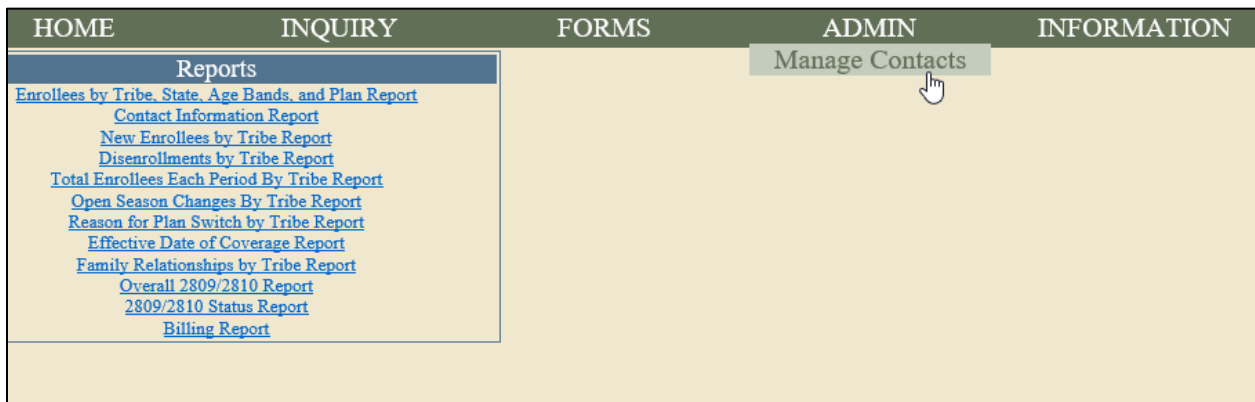 HOME INQUIRY FORMS ADMIN INFORMATION
Manage Contacts
Reports
Enrollees by Tribe, State, Age Bands, and Plan Report
Contact Information Report
New Enrollees by Tribe Report
Disenrollments by Tribe Report
Total Enrollees Each Period By Tribe Report
Open Season Changes By Tribe Report
Reason for Plan Switch by Tribe Report
Effective Date of Coverage Report
Family Relationships by Tribe Report
Overall 2809/2810 Report
2809/2810 Status Report
Billing Report